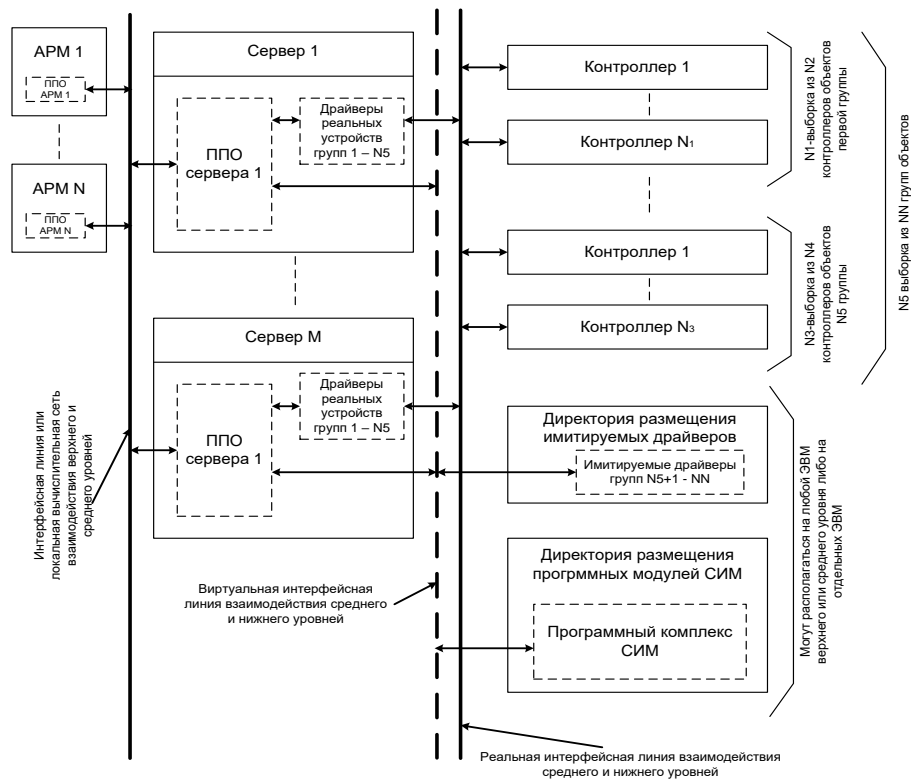 АРМ 1
ППО
АРМ 1
АРМ N
ППО
АРМ N
Интерфейсная линия или
локальная вычислительная сеть
взаимодействия верхнего и
среднего уровней
Сервер 1
ППО
сервера 1
Драйверы
реальных
устройств
групп 1 – N5
Сервер М
ППО
сервера 1
Драйверы
реальных
устройств
групп 1 – N5
Виртуальная интерфейсная
линия взаимодействия среднего
и нижнего уровней
Контроллер 1
Контроллер N1
Контроллер 1
Контроллер N3
N1-выборка из N2
контроллеров объектов
первой группы
N3-выборка из N4
контроллеров объектов
N5 группы
N5 выборка из NN групп объектов
Директория размещения
имитируемых драйверов
Имитируемые драйверы
групп N5+1 - NN
Директория размещения
прогрммных модулей СИМ
Программный комплекс
СИМ
Могут располагаться на любой ЭВМ
верхнего или среднего уровня либо на
отдельных ЭВМ
Реальная интерфейсная линия взаимодействия
среднего и нижнего уровней